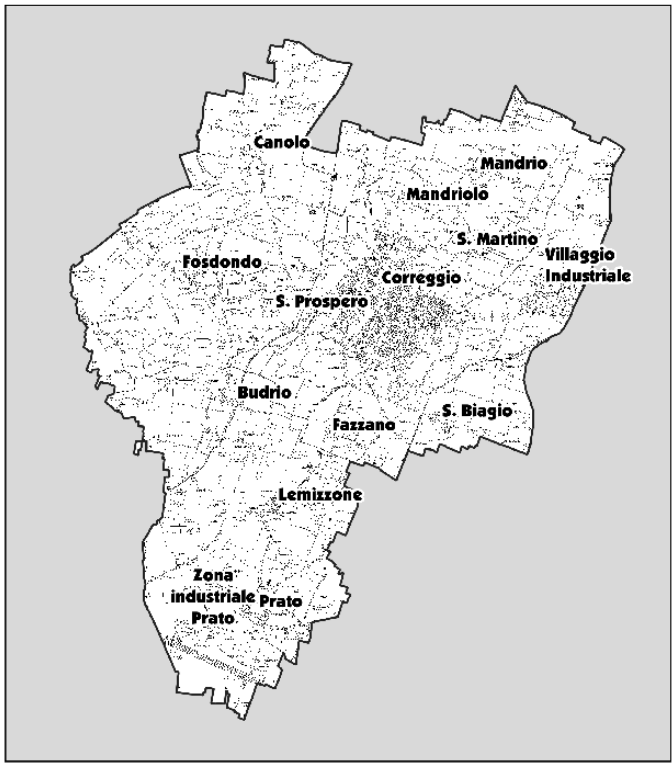 Canolo
Mandrio
Mandriolo
S. Martino
Villaggio
Industriale
Fosdondo
Correggio
S. Prospero
Budrio
S. Biagio
Fazzano
Lemizzone
Zona
industriale
Prato
Prato